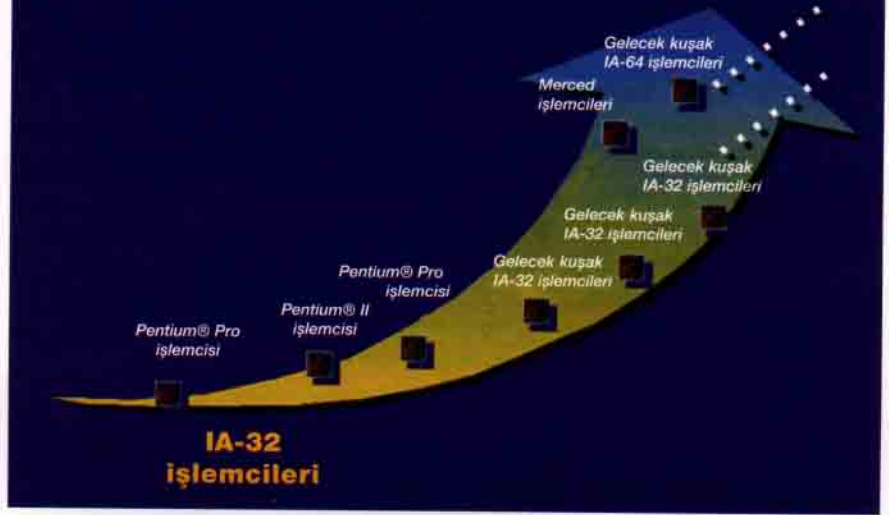 Gelecek kuşak
IA-64 işlemcileri
Merced
işlemcileri
Gelecek kuşak
IA-32 işlemcileri
Gelecek kuşak
IA-32 işlemcileri
Gelecek kuşak
IA-32 işlemcileri
Pentium® Pro
işlemcisi
Pentium® II
işlemcisi
Pentium® Pro
işlemcisi
IA-32
işlemcileri